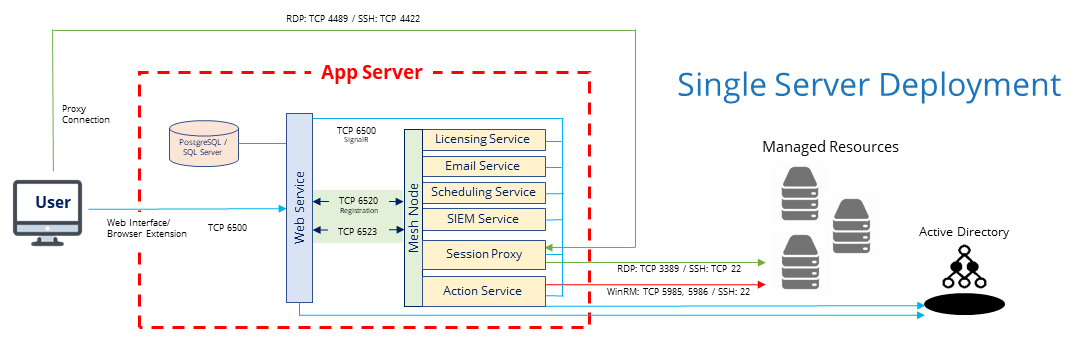 RDP: TCP 4489 / SSH: TCP 4422
App Server
Single Server Deployment
Proxy
Connection
PostgreSQL /
SQL Server
TCP 6500
SignalR
Licensing Service
Email Service
Scheduling Service
SIEM Service
Session Proxy
Action Service
Mesh Node
Web Service
TCP 6520
Registration
TCP 6523
User
Web Interface/
Browser Extension
TCP 6500
Managed Resources
Active Directory
RDP: TCP 3389 / SSH: TCP 22
WinRM: TCP 5985, 5986 / SSH: 22